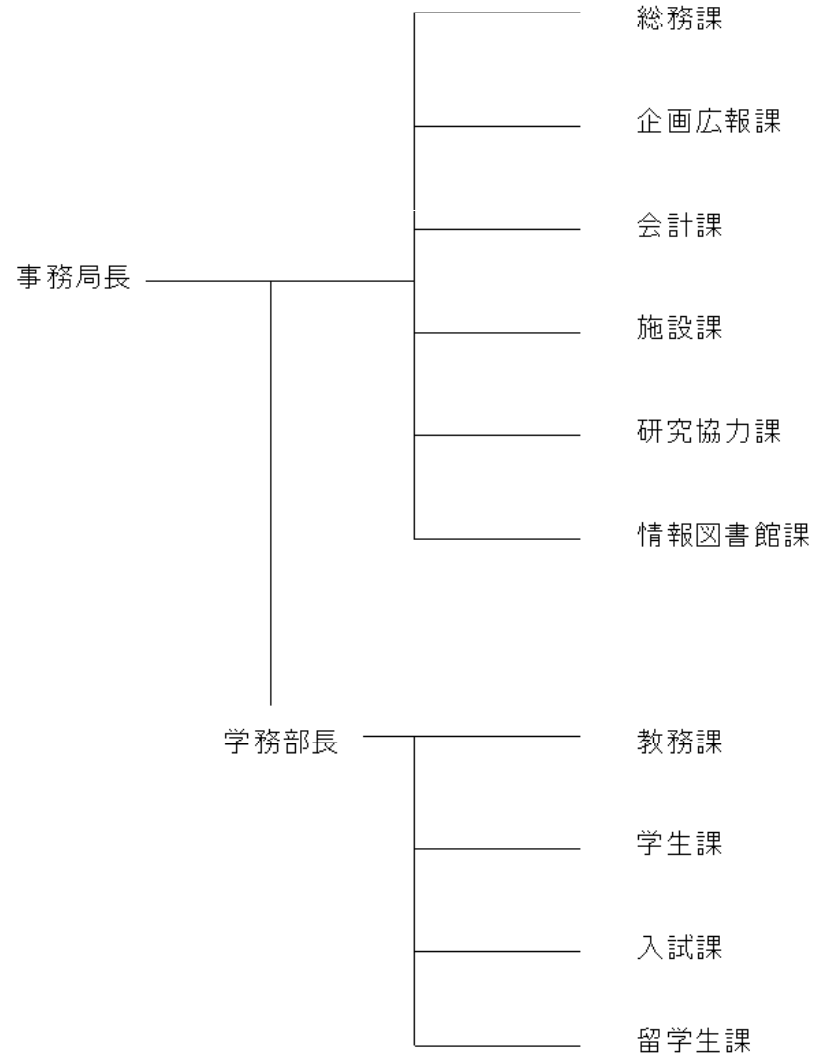 総務課
企画広報課
会計課
事務局長
施設課
研究協力課
情報図書館課
学務部長
教務課
学生課
入試課
留学生課